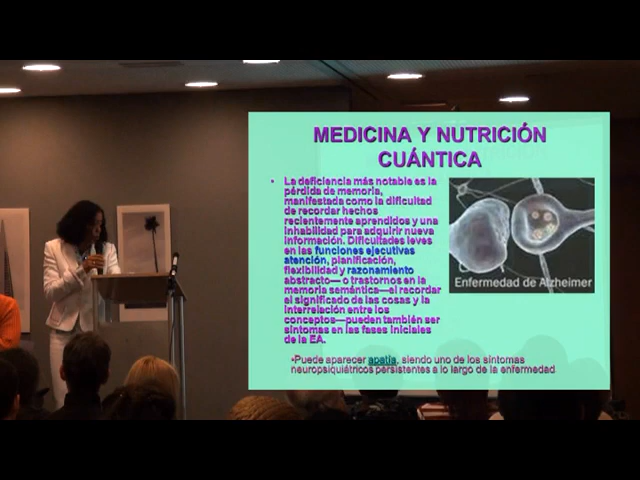 MEDICINA Y NUTRICIÓN
CUÁNTICA
• La deficiencia más notable es la
pérdida de memoria,
manifestada como la dificultad
de recordar hechos
recientemente aprendidos y una
inhabilidad para adquirir nueva
información. Dificultades leves
en las funciones ejecutivas
atención, planificación,
flexibilidad y razonamiento
abstracto— o trastornos en la
memoria semántica—el recordar
el significado de las cosas y la
interrelación entre los
conceptos—pueden también ser
síntomas en las fases iniciales
de la EA.
Enfermedad de Alzheimer
•Puede aparecer apatía, siendo uno de los síntomas
neuropsiquiátricos persistentes a lo largo de la enfermedad